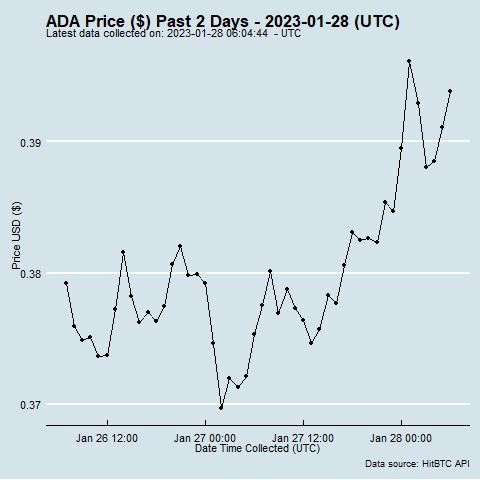 ADA Price ($) Past 2 Days - 2023-01-28 (UTC)
Latest data collected on: 2023-01-28 06:04:44  - UTC
Price USD ($)
0.39
0.38
0.37
Jan 26 12:00
Jan 27 00:00
Jan 27 12:00
Jan 28 00:00
Date Time Collected (UTC)
Data source: HitBTC API